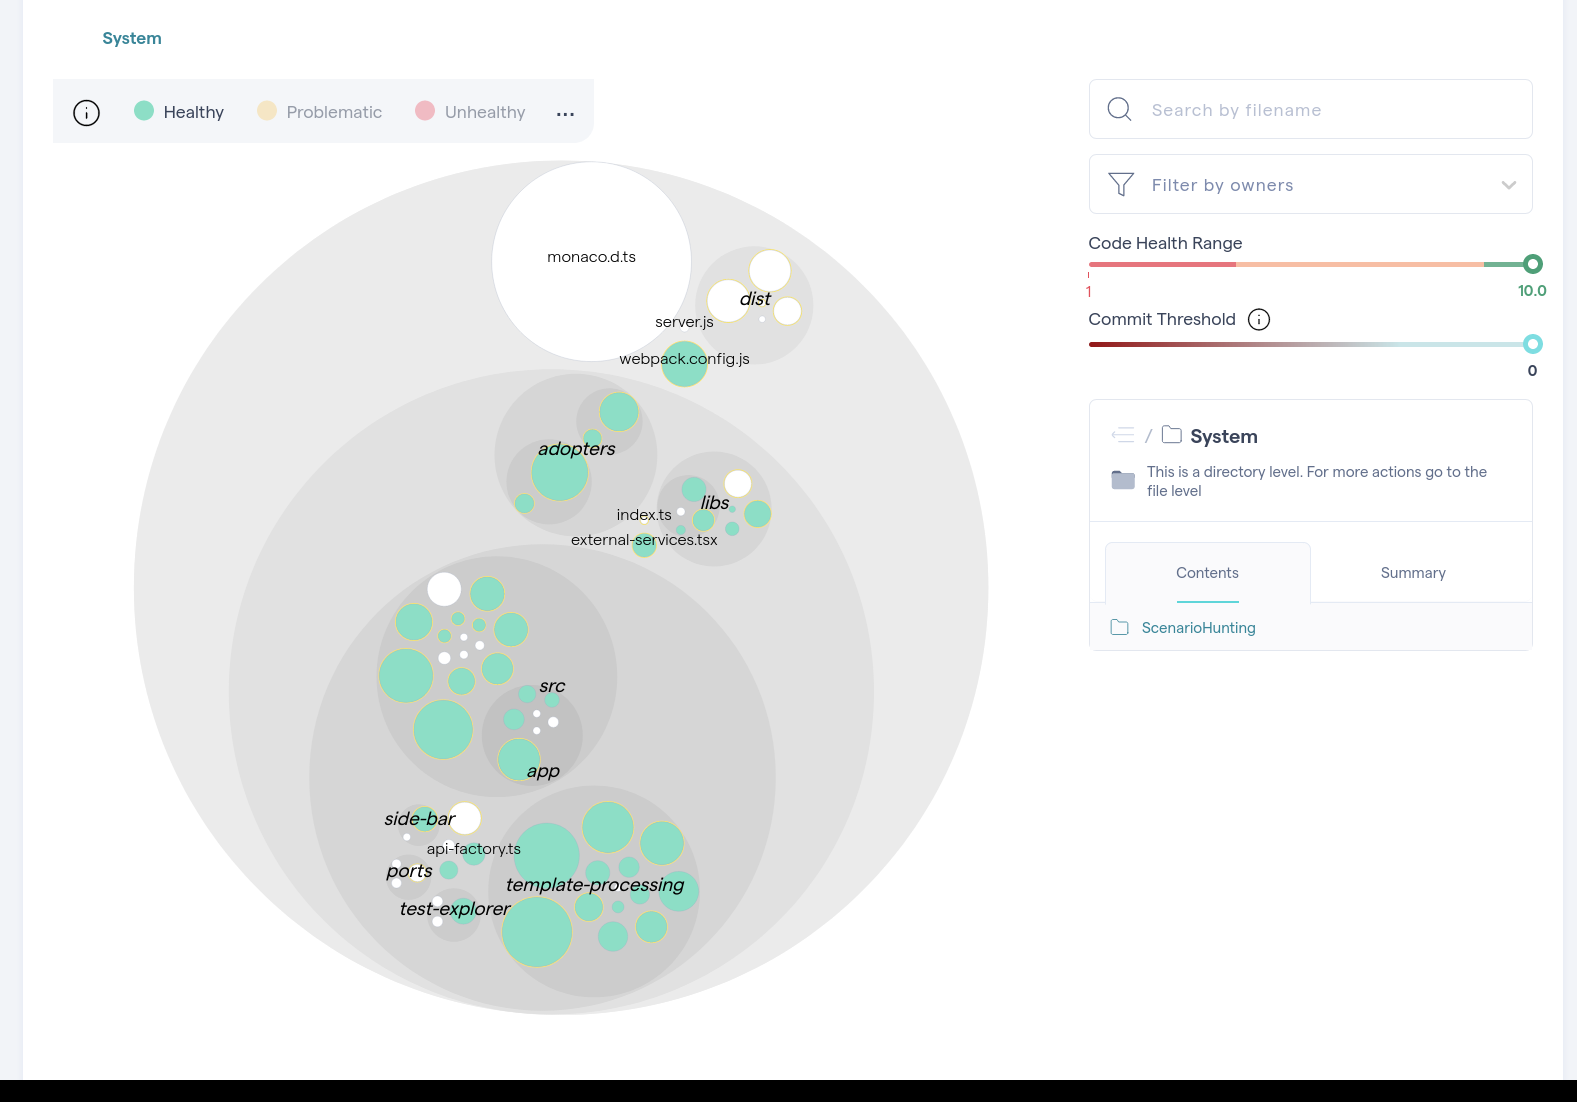 System
Healthy
Problematic
Unhealthy
...
Search by filename
Filter by owners
Code Health Range
1
10.0
Commit Threshold
0
/ System
This is a directory level. For more actions go to the
file level
Contents
Summary
ScenarioHunting
monaco.d.ts
dist
server.js
webpack.config.js
adopters
libs
index.ts
external-services.tsx
src
app
side-bar
api-factory.ts
ports
template-processing
test-explorer